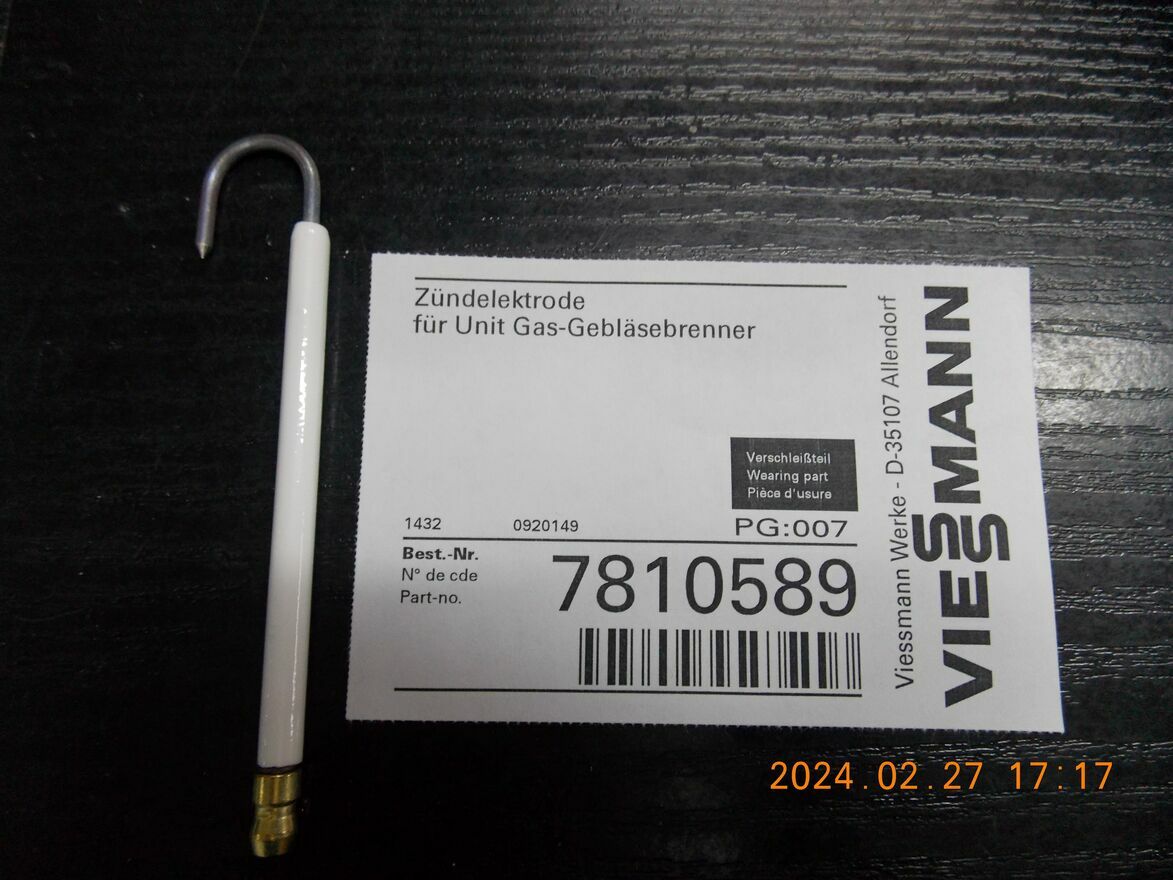 Zündelektrode
für Unit Gas-Gebläsebrenner
Verschleißteil
Wearing part
Pièce d'usure
1432 0920149 PG:007
Best.-Nr.
N° de cde
Part-no.
7810589
Viessmann Werke - D-35107 Allendorf
VIESSMANN
2024.02.27 17:17